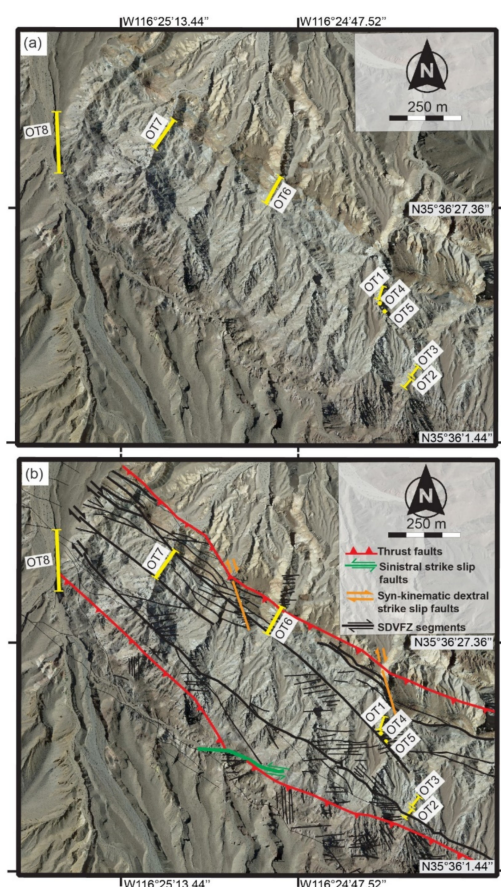 W116°25'13.44''
W116°24'47.52''
(a)
N
250 m
OT8
OT7
OT6
N35°36'27.36''
OT1
OT4
OT5
OT3
OT2
N35°36'1.44''
(b)
N
250 m
Thrust faults
Sinistral strike slip
faults
Syn-kinematic dextral
strike slip faults
SDVFZ segments
OT8
OT7
OT6
N35°36'27.36''
OT1
OT4
OT5
OT3
OT2
N35°36'1.44''
W116°25'13.44''
W116°24'47.52''